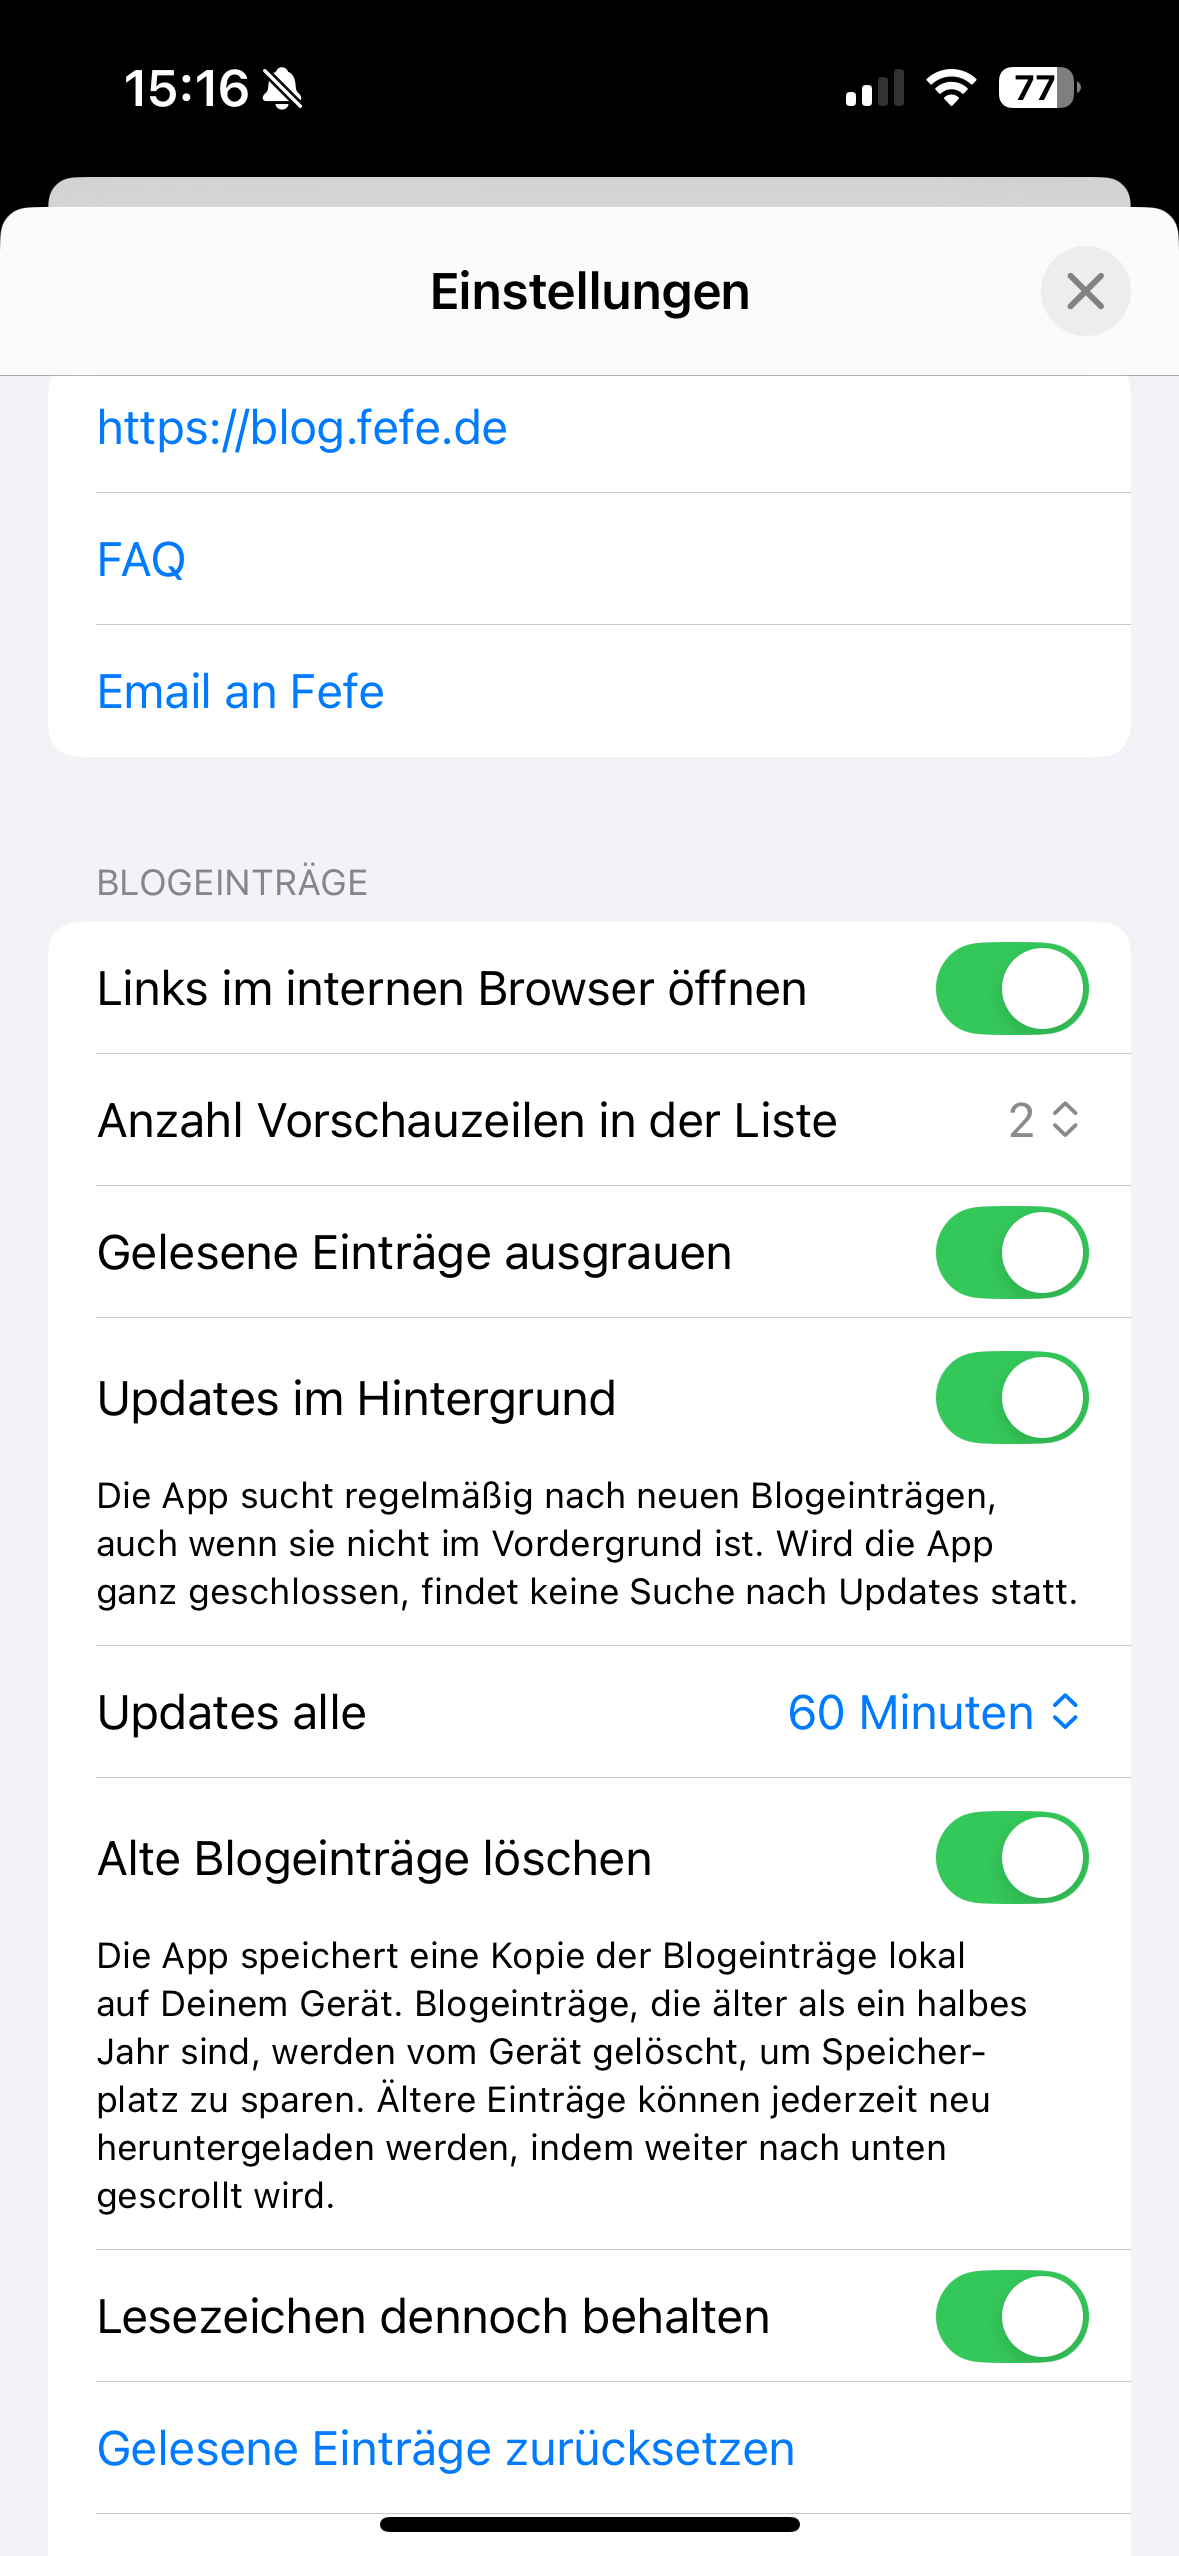 15:16
77
Einstellungen
https://blog.fefe.de
FAQ
Email an Fefe
BLOGEINTRÄGE
Links im internen Browser öffnen
Anzahl Vorschauzeilen in der Liste 2
Gelesene Einträge ausgrauen
Updates im Hintergrund
Die App sucht regelmäßig nach neuen Blogeinträgen,
auch wenn sie nicht im Vordergrund ist. Wird die App
ganz geschlossen, findet keine Suche nach Updates statt.
Updates alle 60 Minuten
Alte Blogeinträge löschen
Die App speichert eine Kopie der Blogeinträge lokal
auf Deinem Gerät. Blogeinträge, die älter als ein halbes
Jahr sind, werden vom Gerät gelöscht, um Speicher-
platz zu sparen. Ältere Einträge können jederzeit neu
heruntergeladen werden, indem weiter nach unten
gescrollt wird.
Lesezeichen dennoch behalten
Gelesene Einträge zurücksetzen